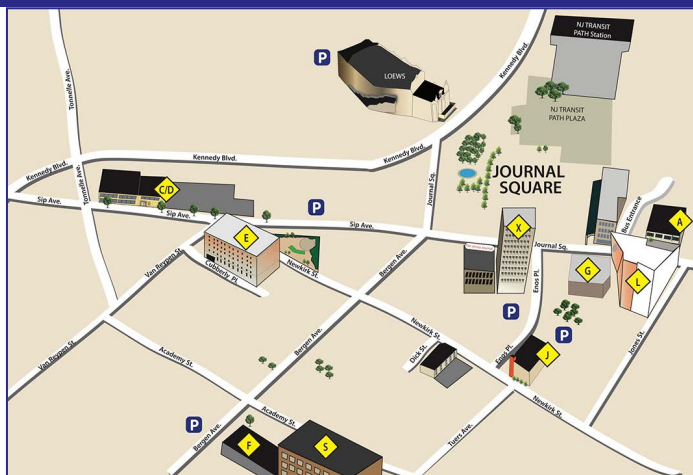 NJ TRANSIT
PATH Station
Tonnelle Ave.
P
LOEWS
Kennedy Blvd.
NJ TRANSIT
PATH PLAZA
Kennedy Blvd.
Kennedy Blvd.
Tonnelle Ave.
C/D
JOURNAL
SQUARE
Journal Sq.
Sip Ave.
Sip Ave.
P
Sip Ave.
Bus Entrance
A
X
E
Journal Sq.
Van Reypen St.
Newkirk St.
Cubberly Pl.
Bergen Ave.
Enos Pl.
G
L
P
P
Newkirk St.
Jones St.
Van Reypen St.
Academy St.
Bergen Ave.
Dick St.
Enos Pl.
J
Newkirk St.
Academy St.
Tuers Ave.
P
Bergen Ave.
F
S